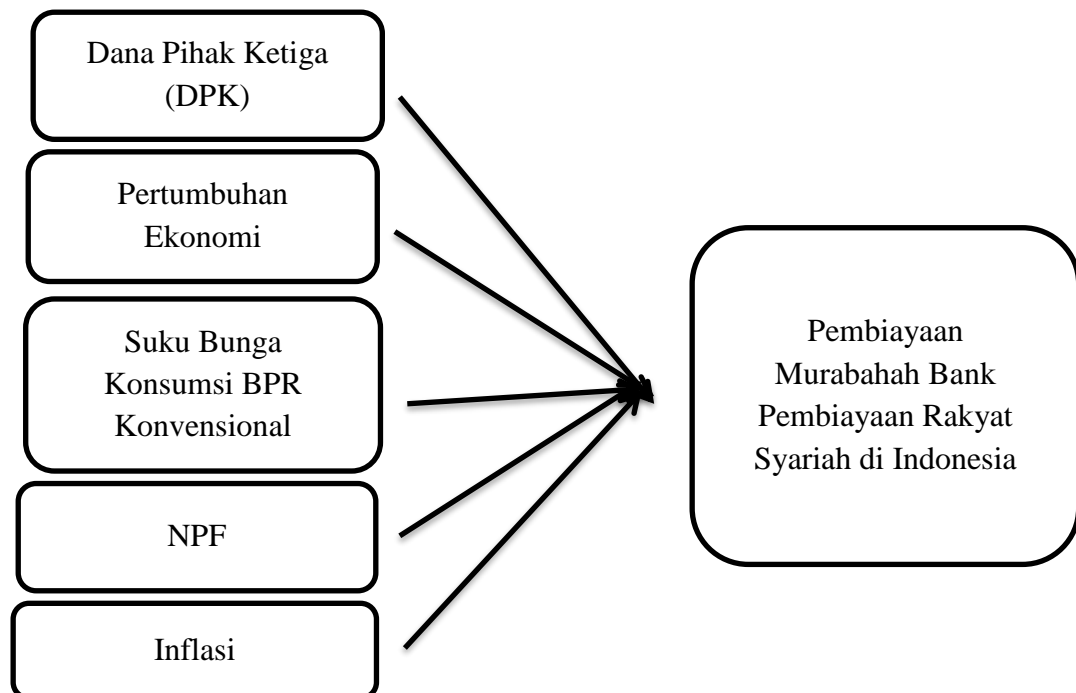 Dana Pihak Ketiga
(DPK)
Pertumbuhan
Ekonomi
Suku Bunga
Konsumsi BPR
Konvensional
NPF
Inflasi
Pembiayaan
Murabahah Bank
Pembiayaan Rakyat
Syariah di Indonesia